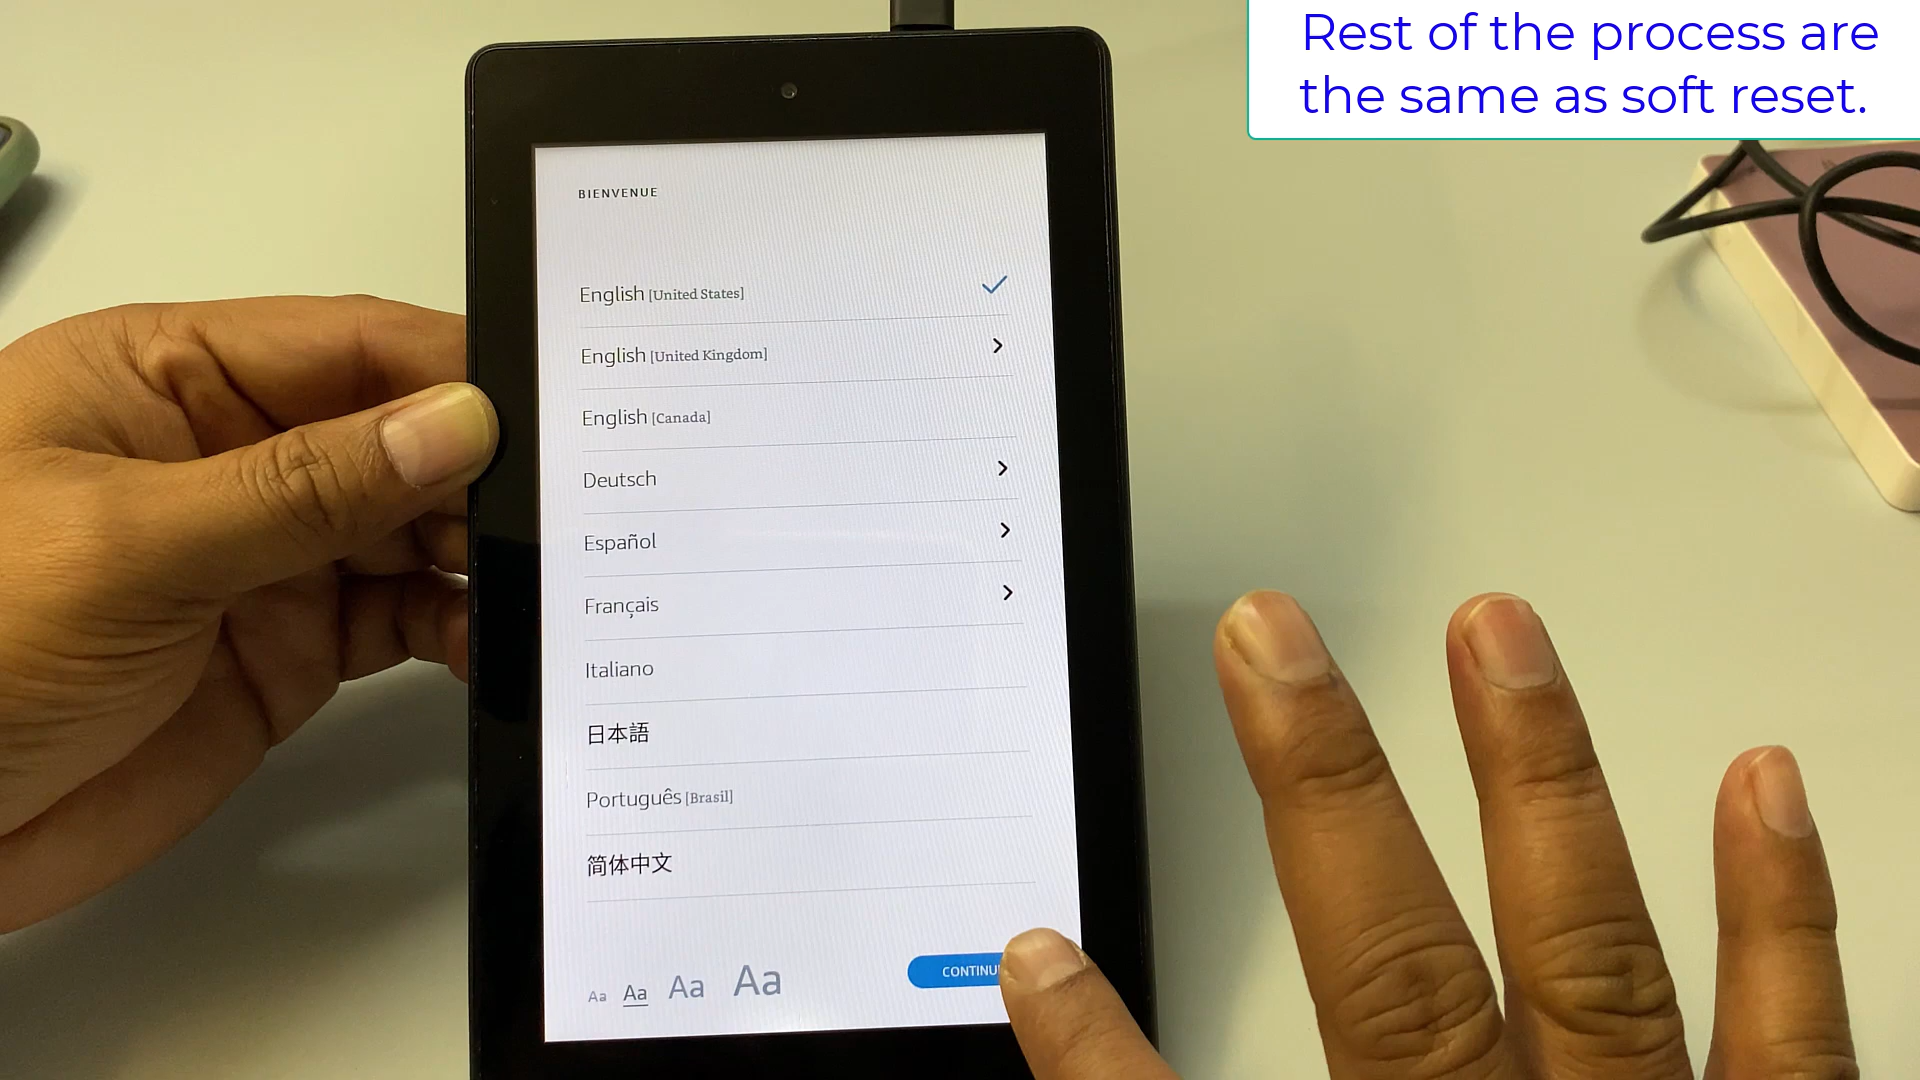 Rest of the process are
the same as soft reset.
BIENVENUE
English [United States]
English [United Kingdom]
English [Canada]
Deutsch
Español
Français
Italiano
日本語
Português [Brasil]
简体中文
Aa Aa Aa Aa
CONTINU